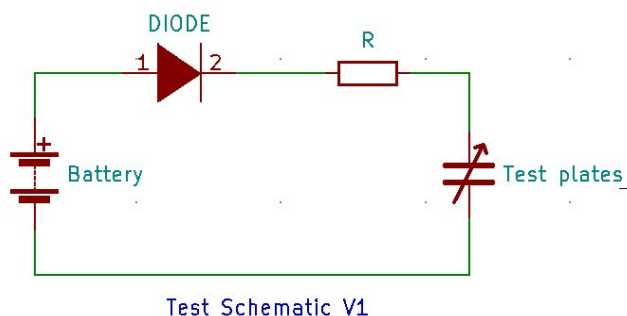 DIODE
1 2
R
+
Battery
Test plates
Test Schematic V1